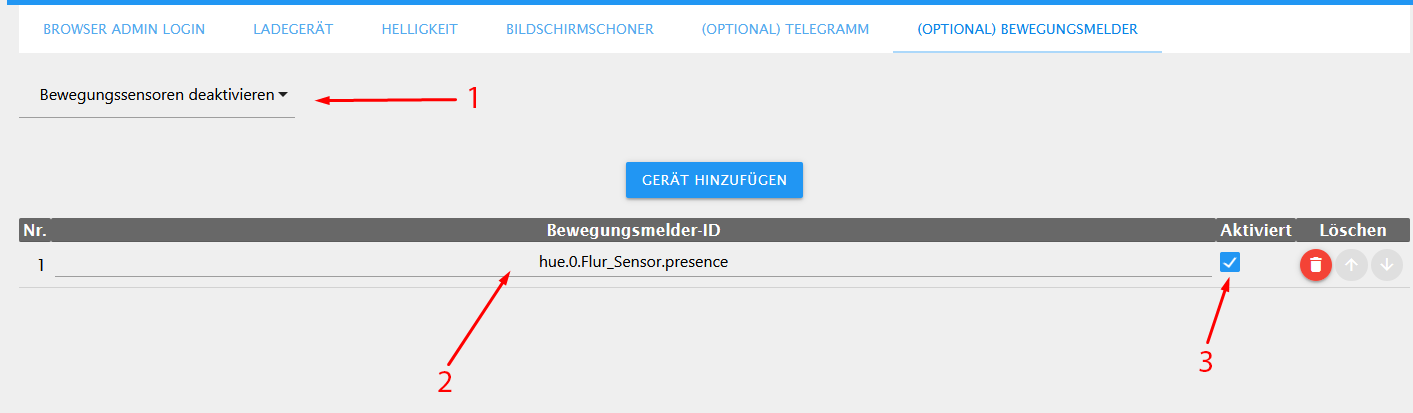 BROWSER ADMIN LOGIN LADEGERÄT HELLIGKEIT BILDSCHIRMSCHONER (OPTIONAL) TELEGRAMM (OPTIONAL) BEWEGUNGSMELDER
Bewegungssensoren deaktivieren 1
GERÄT HINZUFÜGEN
Nr. Bewegungsmelder-ID Aktiviert Löschen
1 hue.0.Flur_Sensor.presence
2 3